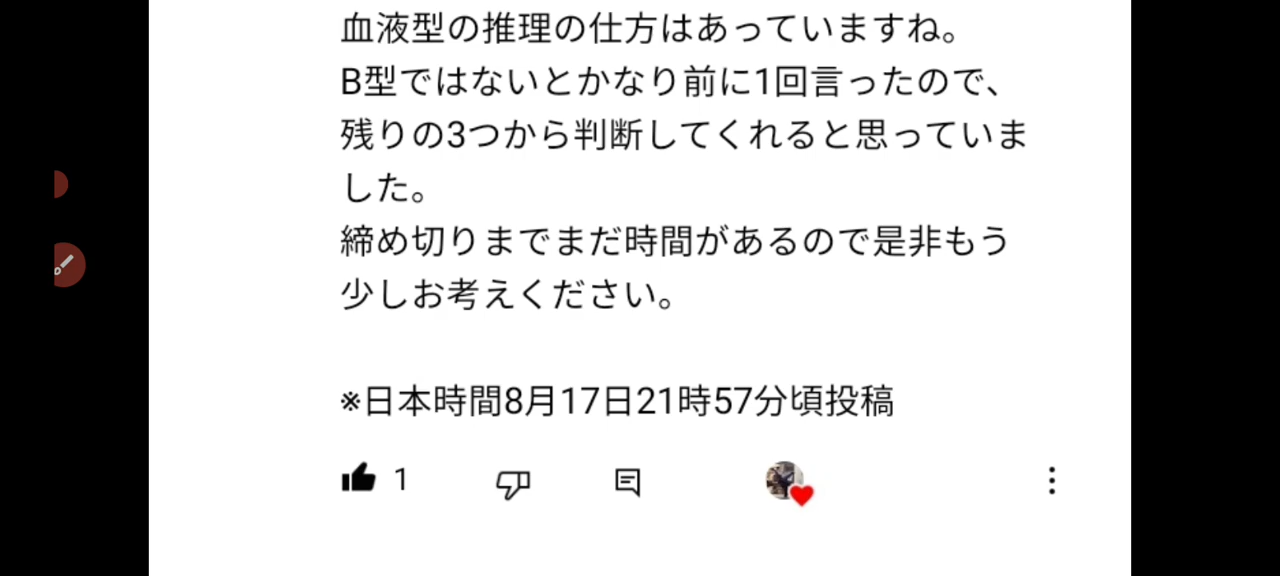 血液型の推理の仕方はあっていますね。
B型ではないとかなり前に1回言ったので、
残りの3つから判断してくれると思っていま
した。
締め切りまでまだ時間があるので是非もう
少しお考えください。
※日本時間8月17日21時57分頃投稿
1